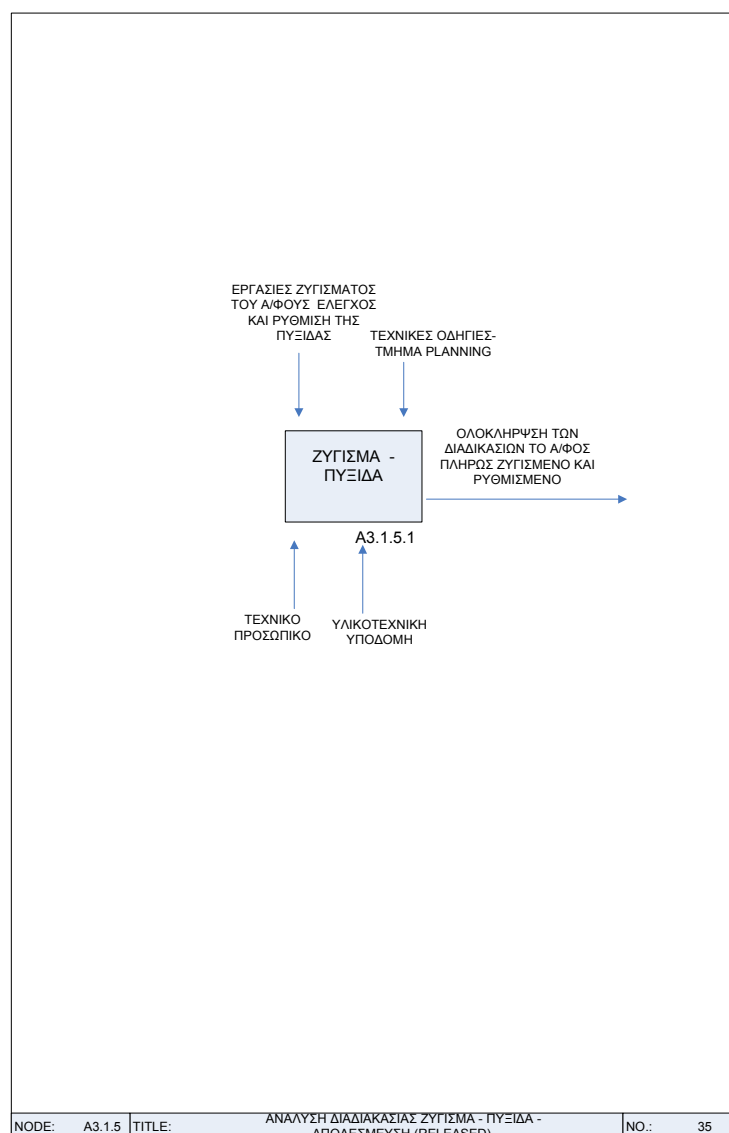 ΕΡΓΑΣΙΕΣ ΖΥΓΙΣΜΑΤΟΣ
ΤΟΥ Α/ΦΟΥΣ ΕΛΕΓΧΟΣ
ΚΑΙ ΡΥΘΜΙΣΗ ΤΗΣ
ΠΥΞΙΔΑΣ
ΤΕΧΝΙΚΕΣ ΟΔΗΓΙΕΣ-
ΤΜΗΜΑ PLANNING
ΖΥΓΙΣΜΑ -
ΠΥΞΙΔΑ
ΟΛΟΚΛΗΡΨΣΗ ΤΩΝ
ΔΙΑΔΙΚΑΣΙΩΝ ΤΟ Α/ΦΟΣ
ΠΛΗΡΩΣ ΖΥΓΙΣΜΕΝΟ ΚΑΙ
ΡΥΘΜΙΣΜΕΝΟ
A3.1.5.1
ΤΕΧΝΙΚΟ
ΠΡΟΣΩΠΙΚΟ
ΥΛΙΚΟΤΕΧΝΙΚΗ
ΥΠΟΔΟΜΗ
NODE: A3.1.5 TITLE: ΑΝΑΛΥΣΗ ΔΙΑΔΙΑΚΑΣΙΑΣ ΖΥΓΙΣΜΑ - ΠΥΞΙΔΑ -
ΑΠΟΔΕΣΜΕΥΣΗ (RELEASED) NO.: 35